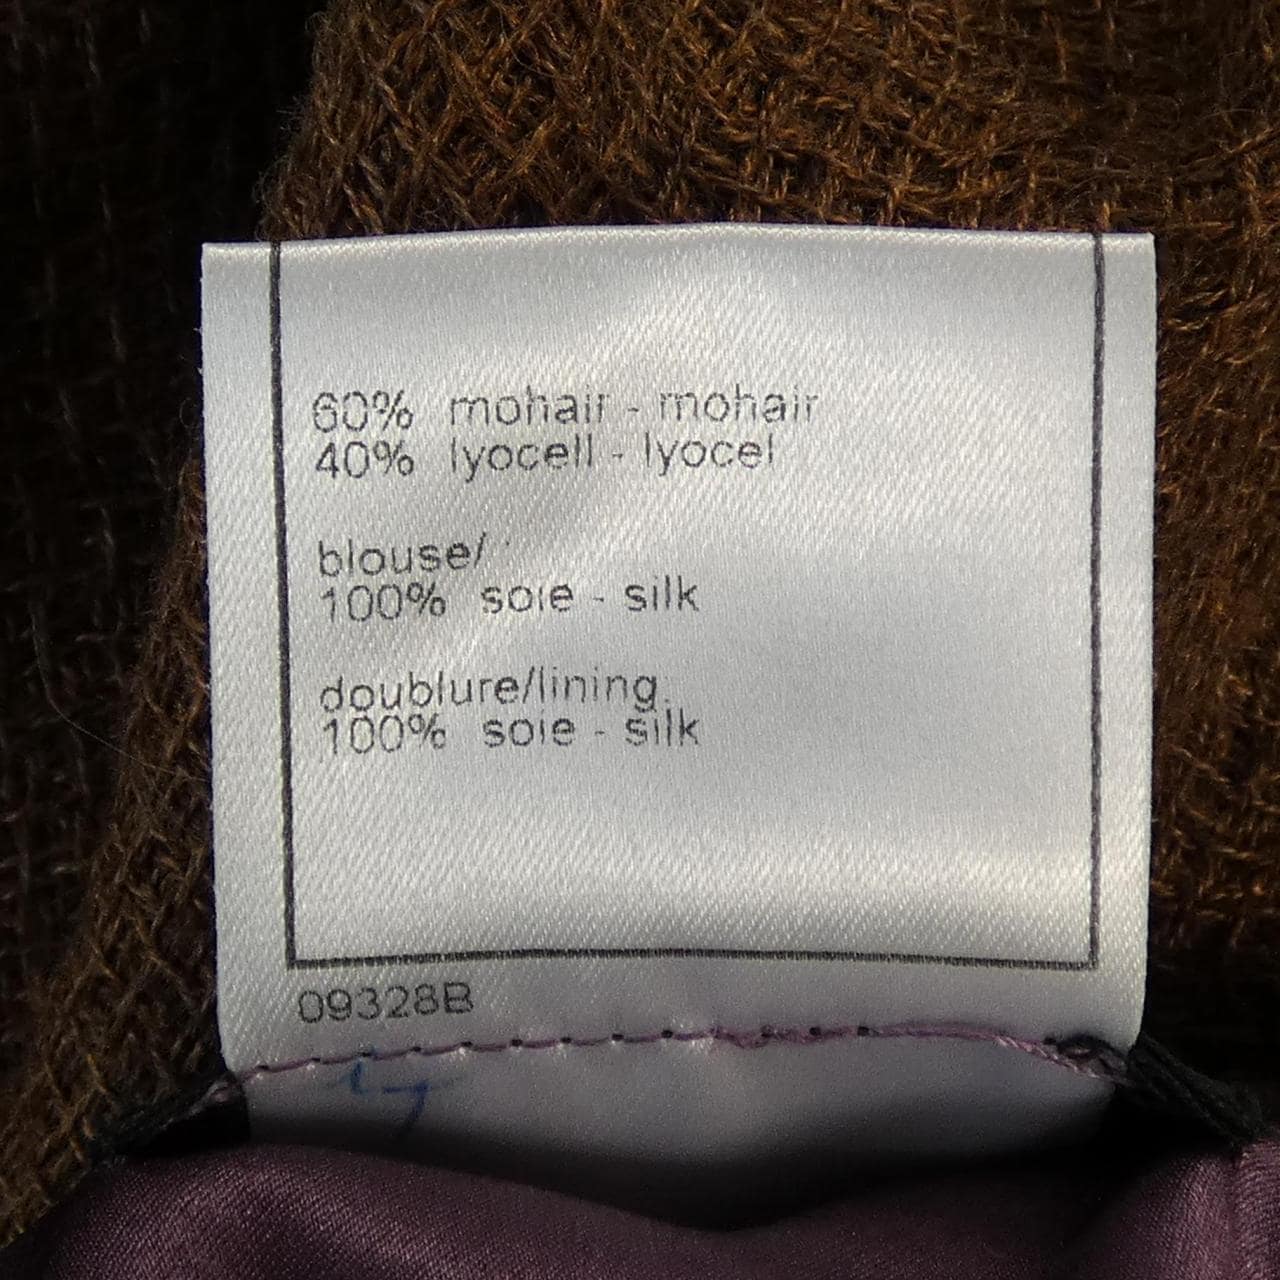 60% mohair - mohair
40% lyocell - lyocel
blouse/
100% soie - silk
doublure/lining
100% soie - silk
09328B